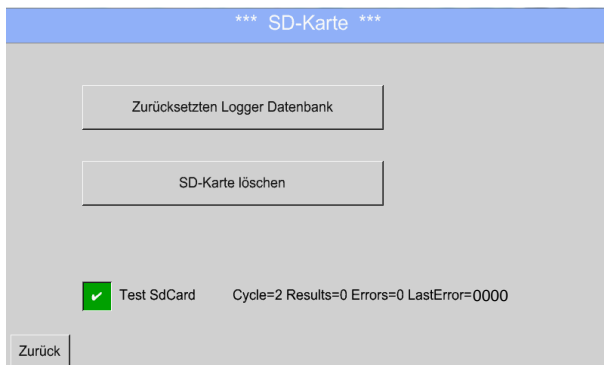 *** SD-Karte ***
Zurücksetzten Logger Datenbank
SD-Karte löschen
Test SdCard Cycle=2 Results=0 Errors=0 LastError=0000
Zurück